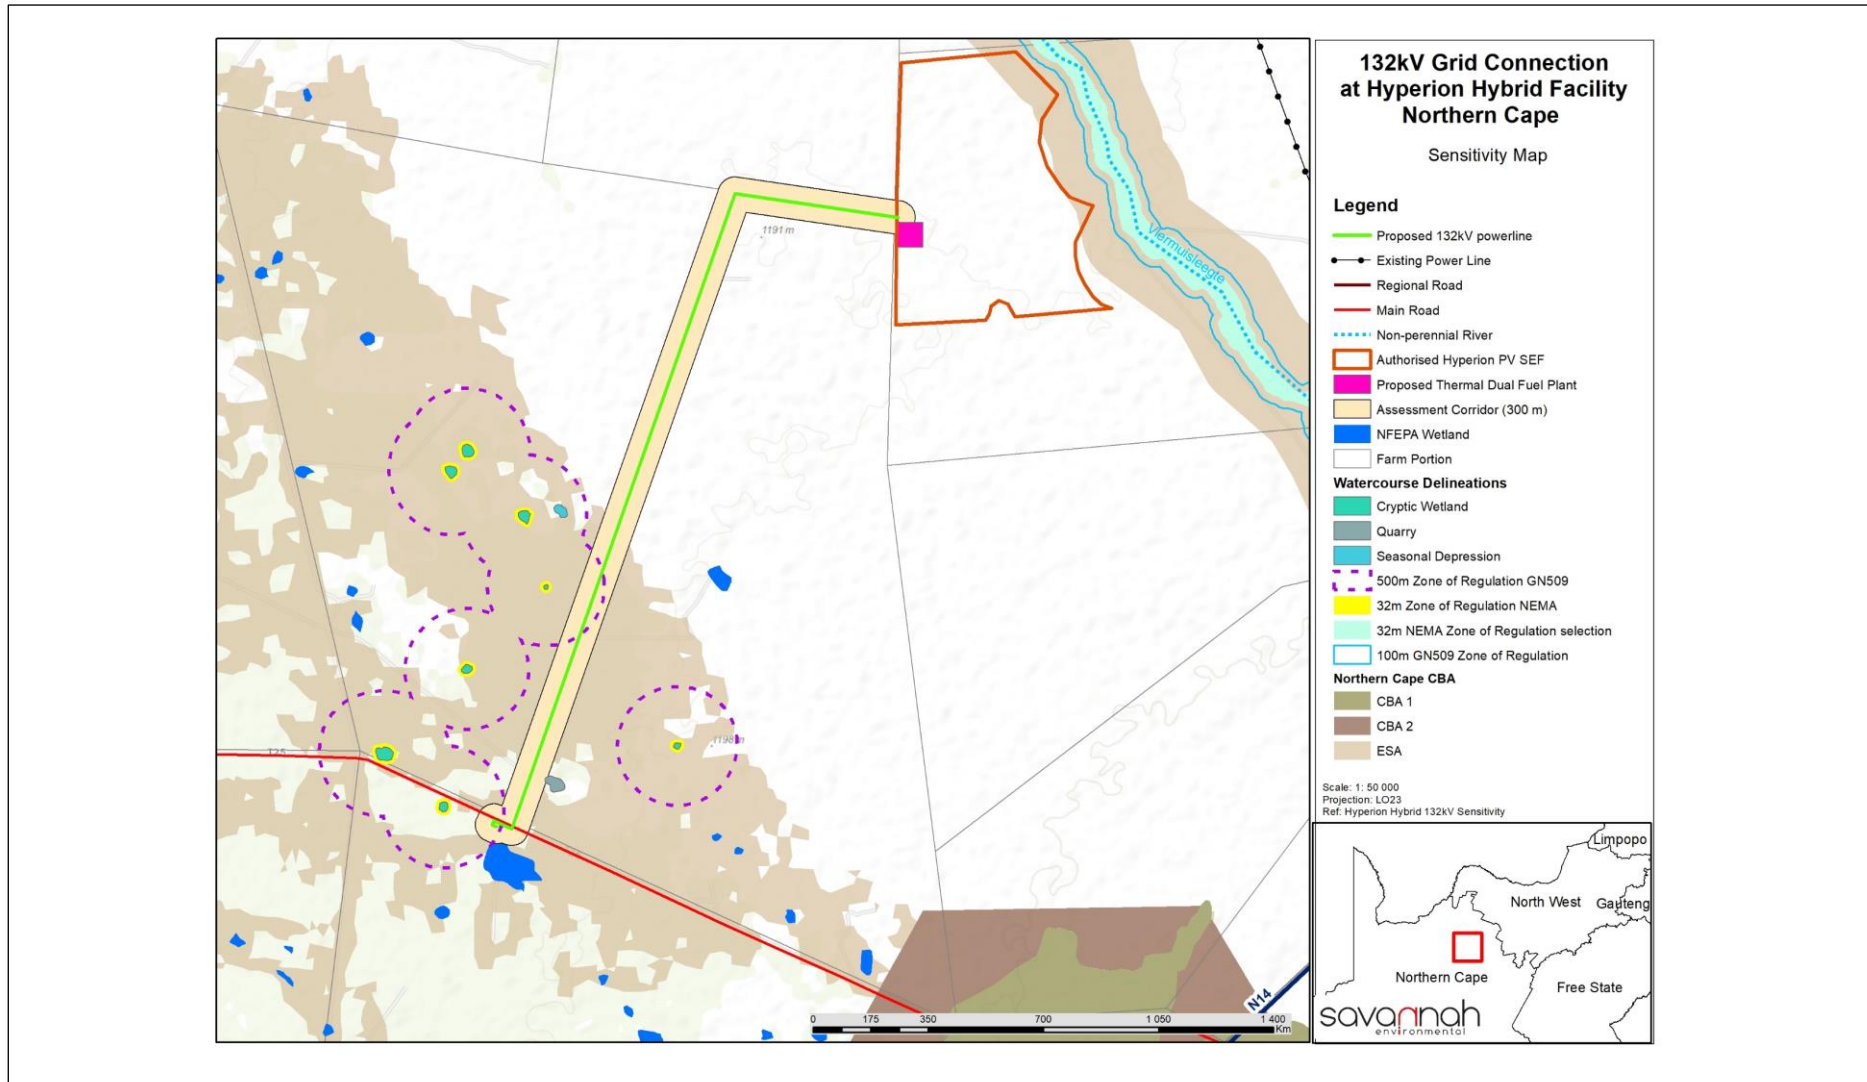 132kV Grid Connection
at Hyperion Hybrid Facility
Northern Cape
Sensitivity Map
Legend
Proposed 132kV powerline
Existing Power Line
Regional Road
Main Road
Non-perennial River
Authorised Hyperion PV SEF
Proposed Thermal Dual Fuel Plant
Assessment Corridor (300 m)
NFEPA Wetland
Farm Portion
Watercourse Delineations
Cryptic Wetland
Quarry
Seasonal Depression
500m Zone of Regulation GN509
32m Zone of Regulation NEMA
32m NEMA Zone of Regulation selection
100m GN509 Zone of Regulation
Northern Cape CBA
CBA 1
CBA 2
ESA
Scale: 1: 50 000
Projection: LO23
Ref: Hyperion Hybrid 132kV Sensitivity
Limpopo
North West
Gauteng
Northern Cape
Free State
savannah
environmental
1191 m
Vlermuisleegte
1198 m
T25
N14
0 175 350 700 1 050 1 400
Km